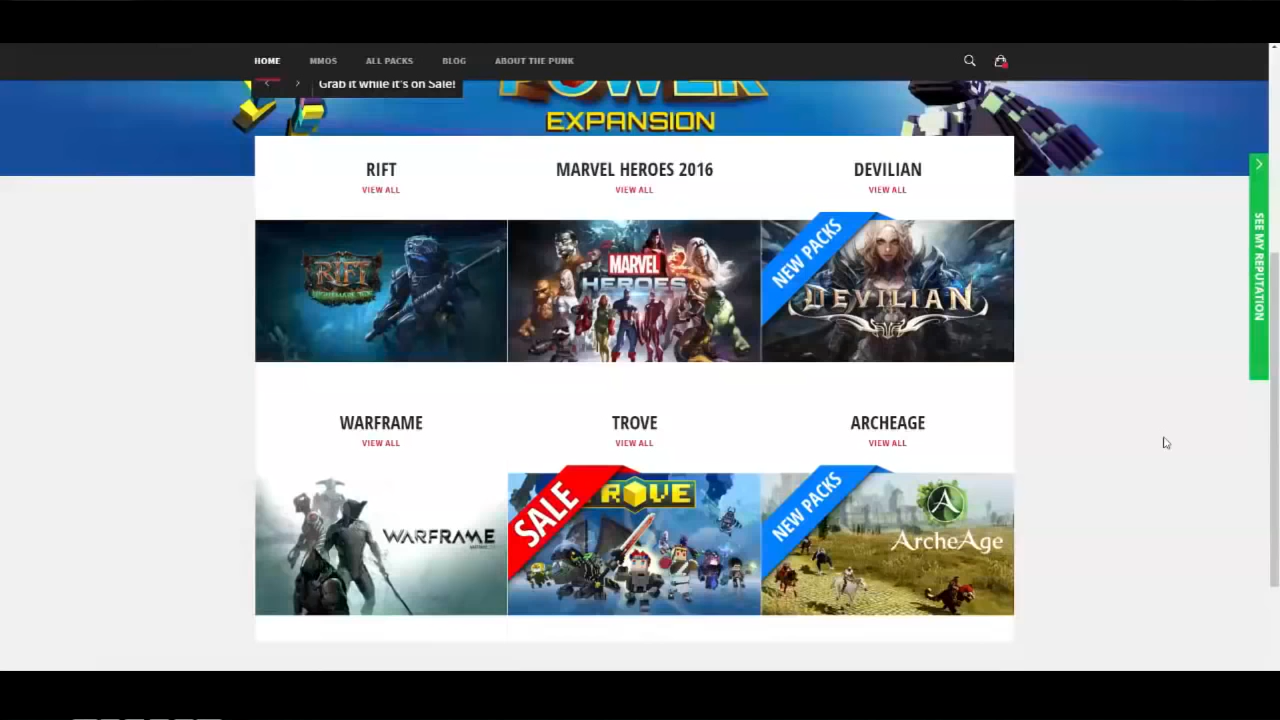 HOME MMOS ALL PACKS BLOG ABOUT THE PUNK
Grab it while it's on Sale!
POWER
EXPANSION
RIFT MARVEL HEROES 2016 DEVILIAN
VIEW ALL VIEW ALL VIEW ALL
RIFT
MARVEL
HEROES
NEW PACKS
DEVILIAN
SEE MY REPUTATION
WARFRAME TROVE ARCHEAGE
VIEW ALL VIEW ALL VIEW ALL
WARFRAME
SALE
TROVE
NEW PACKS
A
ArcheAge